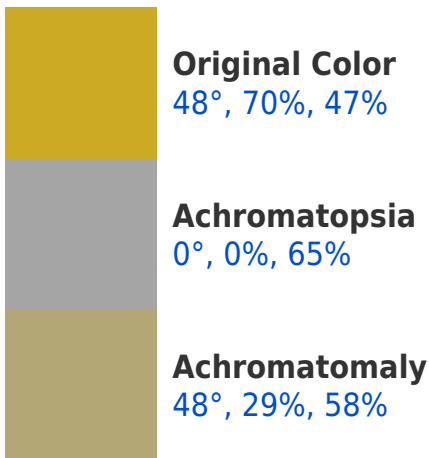 Original Color
48°, 70%, 47%
Achromatopsia
0°, 0%, 65%
Achromatomaly
48°, 29%, 58%